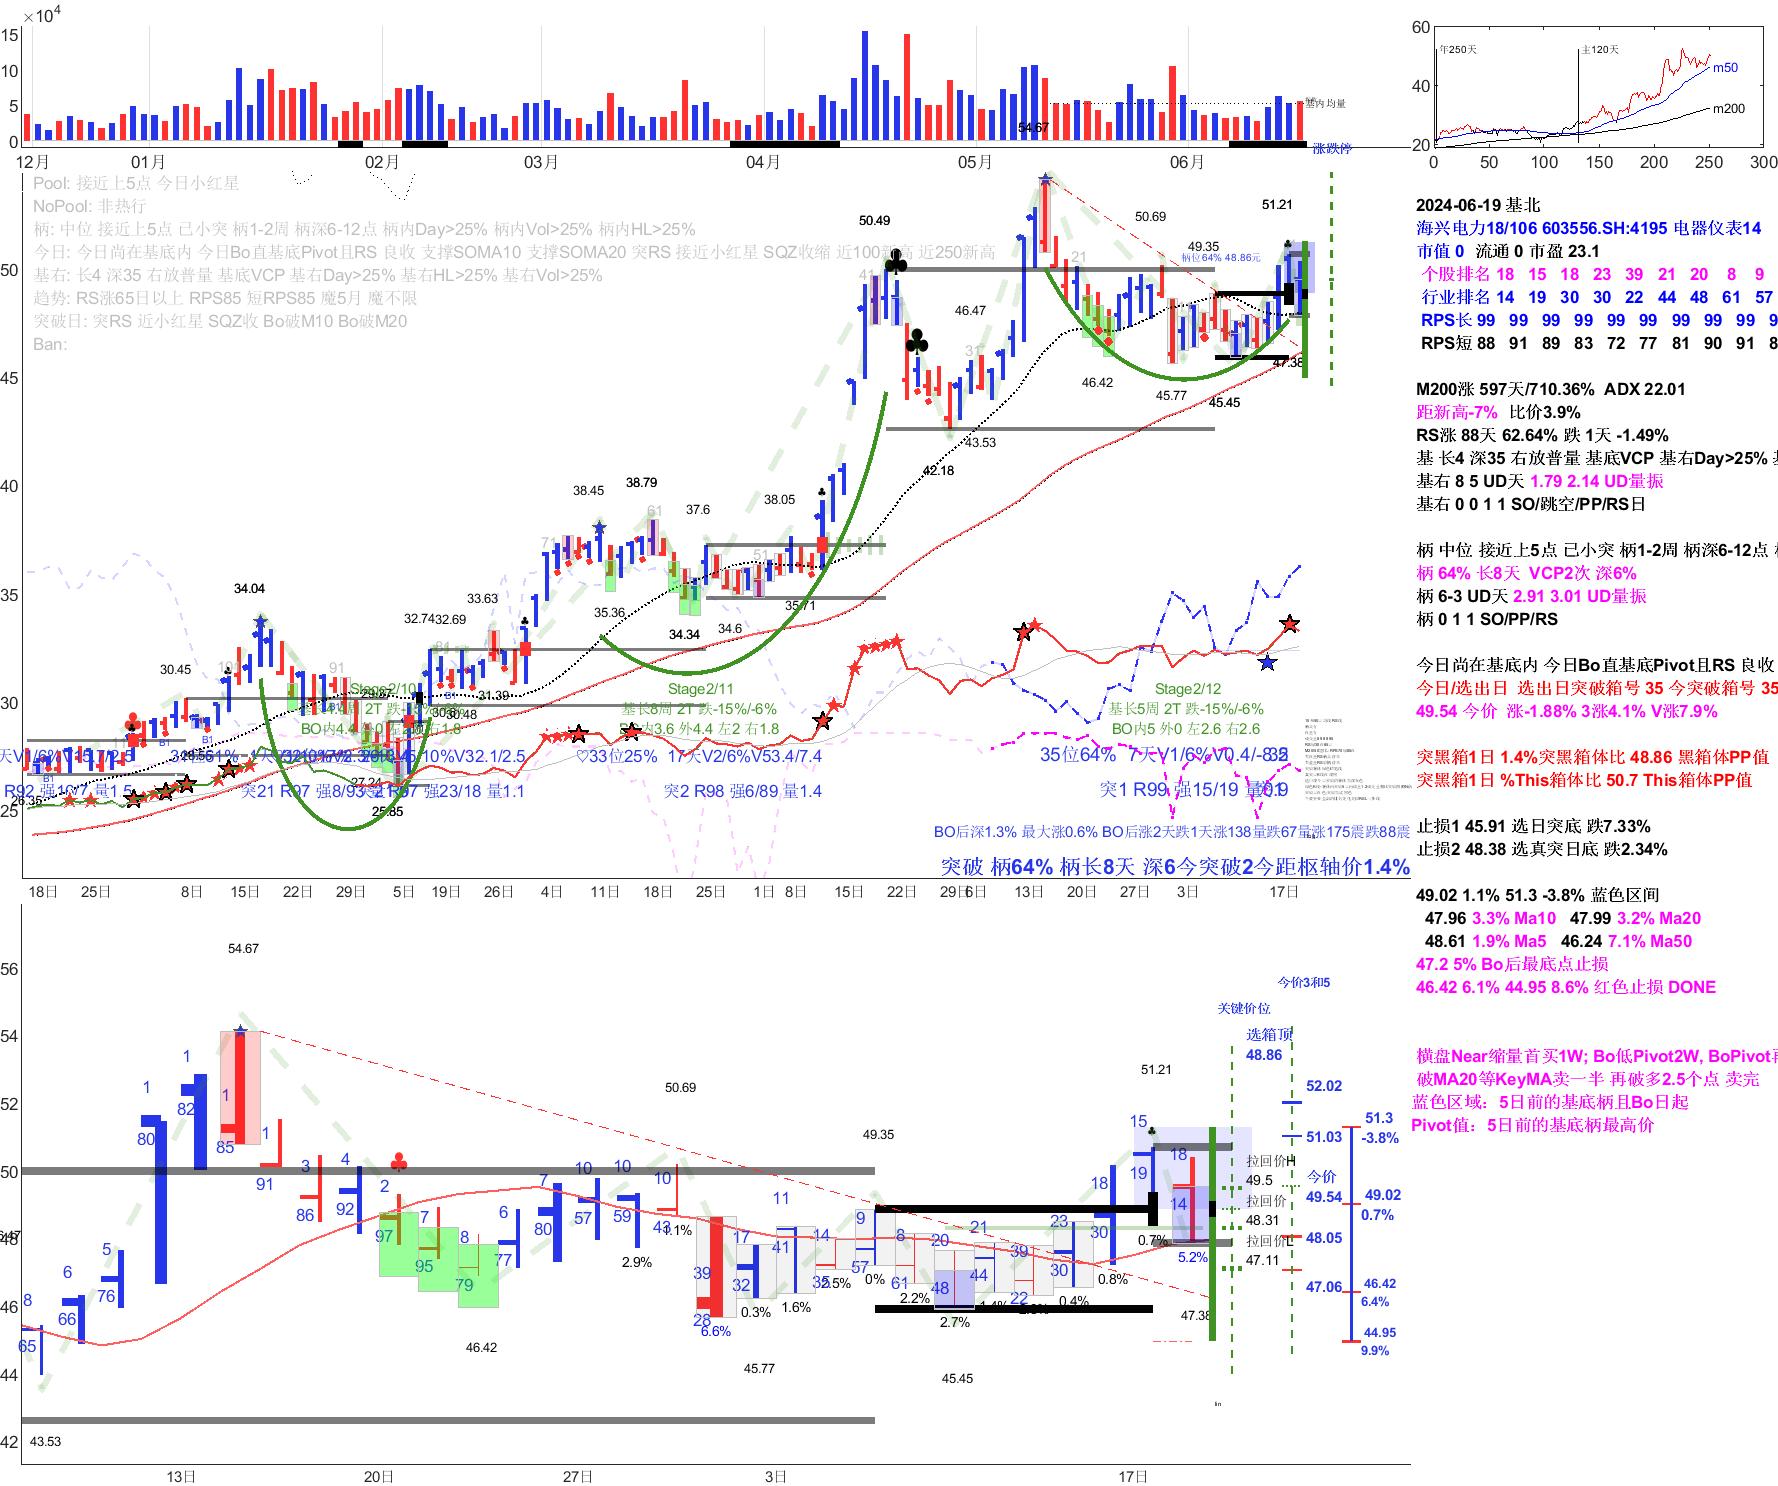 ×10⁴
15
10
5
0
基内均量
54.67
12月
01月
02月
03月
04月
05月
06月
涨跌停
60
40
20
年250天
主120天
m50
m200
0
50
100
150
200
250
300
Pool: 接近上5点 今日小红星
NoPool: 非热行
柄: 中位 接近上5点 己小突 柄1-2周 柄深6-12点 柄内Day>25% 柄内Vol>25% 柄内HL>25%
今日: 今日尚在基底内 今日Bo直基底Pivot且RS 良收 支撑SOMA10 支撑SOMA20 突RS 接近小红星 SQZ收缩 近100新高 近250新高
基右: 长4 深35 右放普量 基底VCP 基右Day>25% 基右HL>25% 基右Vol>25%
趋势: RS涨65日以上 RPS85 短RPS85 魔5月 魔不限
突破日: 突RS 近小红星 SQZ收 Bo破M10 Bo破M20
Ban:
50
45
40
35
30
25
50.49
46.47
43.53
42.18
21
46.42
50.69
49.35
柄位64% 48.86元
51.21
45.77
45.45
47.38
38.45
38.79
37.6
38.05
35.36
34.34
34.6
35.71
34.04
32.74
32.69
33.63
31.39
30.48
30.45
27.24
25.85
26.35
Stage2/10
Stage2/11
基长8周 2T 跌-15%/-6%
BO内3.6 外4.4 左2 右1.8
Stage2/12
基长5周 2T 跌-15%/-6%
BO内5 外0 左2.6 右2.6
♡33位25% 17天V2/6%V53.4/7.4
突2 R98 强6/89 量1.4
突21 R97 强8/93
35位64% 7天V1/6%V0.4/-8.2
突1 R99 强15/19
BO后深1.3% 最大涨0.6% BO后涨2天跌1天涨138量跌67量涨175震跌88震
突破 柄64% 柄长8天 深6今突破2今距枢轴价1.4%
18日
25日
8日
15日
22日
29日
5日
19日
26日
4日
11日
18日
25日
1日
8日
15日
22日
29日
6日
13日
20日
27日
3日
17日
2024-06-19 基北
海兴电力18/106 603556.SH:4195 电器仪表14
市值 0 流通 0 市盈 23.1
个股排名 18 15 18 23 39 21 20 8 9
行业排名 14 19 30 30 22 44 48 61 57
RPS长 99 99 99 99 99 99 99 99 9
RPS短 88 91 89 83 72 77 81 90 91 8
M200涨 597天/710.36% ADX 22.01
距新高-7% 比价3.9%
RS涨 88天 62.64% 跌 1天 -1.49%
基 长4 深35 右放普量 基底VCP 基右Day>25%
基右 8 5 UD天 1.79 2.14 UD量振
基右 0 0 1 1 SO/跳空/PP/RS日
柄 中位 接近上5点 己小突 柄1-2周 柄深6-12点
柄 64% 长8天 VCP2次 深6%
柄 6-3 UD天 2.91 3.01 UD量振
柄 0 1 1 SO/PP/RS
今日尚在基底内 今日Bo直基底Pivot且RS 良收
今日/选出日 选出日突破箱号 35 今突破箱号 35
49.54 今价 涨-1.88% 3涨4.1% V涨7.9%
突黑箱1日 1.4%突黑箱体比 48.86 黑箱体PP值
突黑箱1日 %This箱体比 50.7 This箱体PP值
止损1 45.91 选日突底 跌7.33%
止损2 48.38 选真突日底 跌2.34%
49.02 1.1% 51.3 -3.8% 蓝色区间
47.96 3.3% Ma10 47.99 3.2% Ma20
48.61 1.9% Ma5 46.24 7.1% Ma50
47.2 5% Bo后最底点止损
46.42 6.1% 44.95 8.6% 红色止损 DONE
横盘Near缩量首买1W; Bo低Pivot2W, BoPivot再
破MA20等KeyMA卖一半 再破多2.5个点 卖完
蓝色区域：5日前的基底柄且Bo日起
Pivot值：5日前的基底柄最高价
56
54
52
50
48
46
44
42
54.67
50.69
49.35
51.21
46.42
45.77
45.45
47.38
43.53
8
65
6
66
5
76
1
80
1
82
1
85
1
91
3
86
4
92
2
97
7
95
8
79
6
77
7
80
10
57
10
59
2.9%
10
43
1.1%
39
28
6.6%
17
32
0.3%
11
41
1.6%
14
35
2.5%
9
57
0%
8
61
2.2%
20
48
2.7%
21
44
1.4%
39
22
23
30
0.4%
18
30
0.8%
15
19
0.7%
18
14
5.2%
今价3和5
关键价位
选箱顶
48.86
52.02
51.03
今价
49.54
48.05
47.06
拉回价H
49.5
拉回价
48.31
拉回价L
47.11
51.3
-3.8%
49.02
0.7%
46.42
6.4%
44.95
9.9%
13日
20日
27日
3日
17日